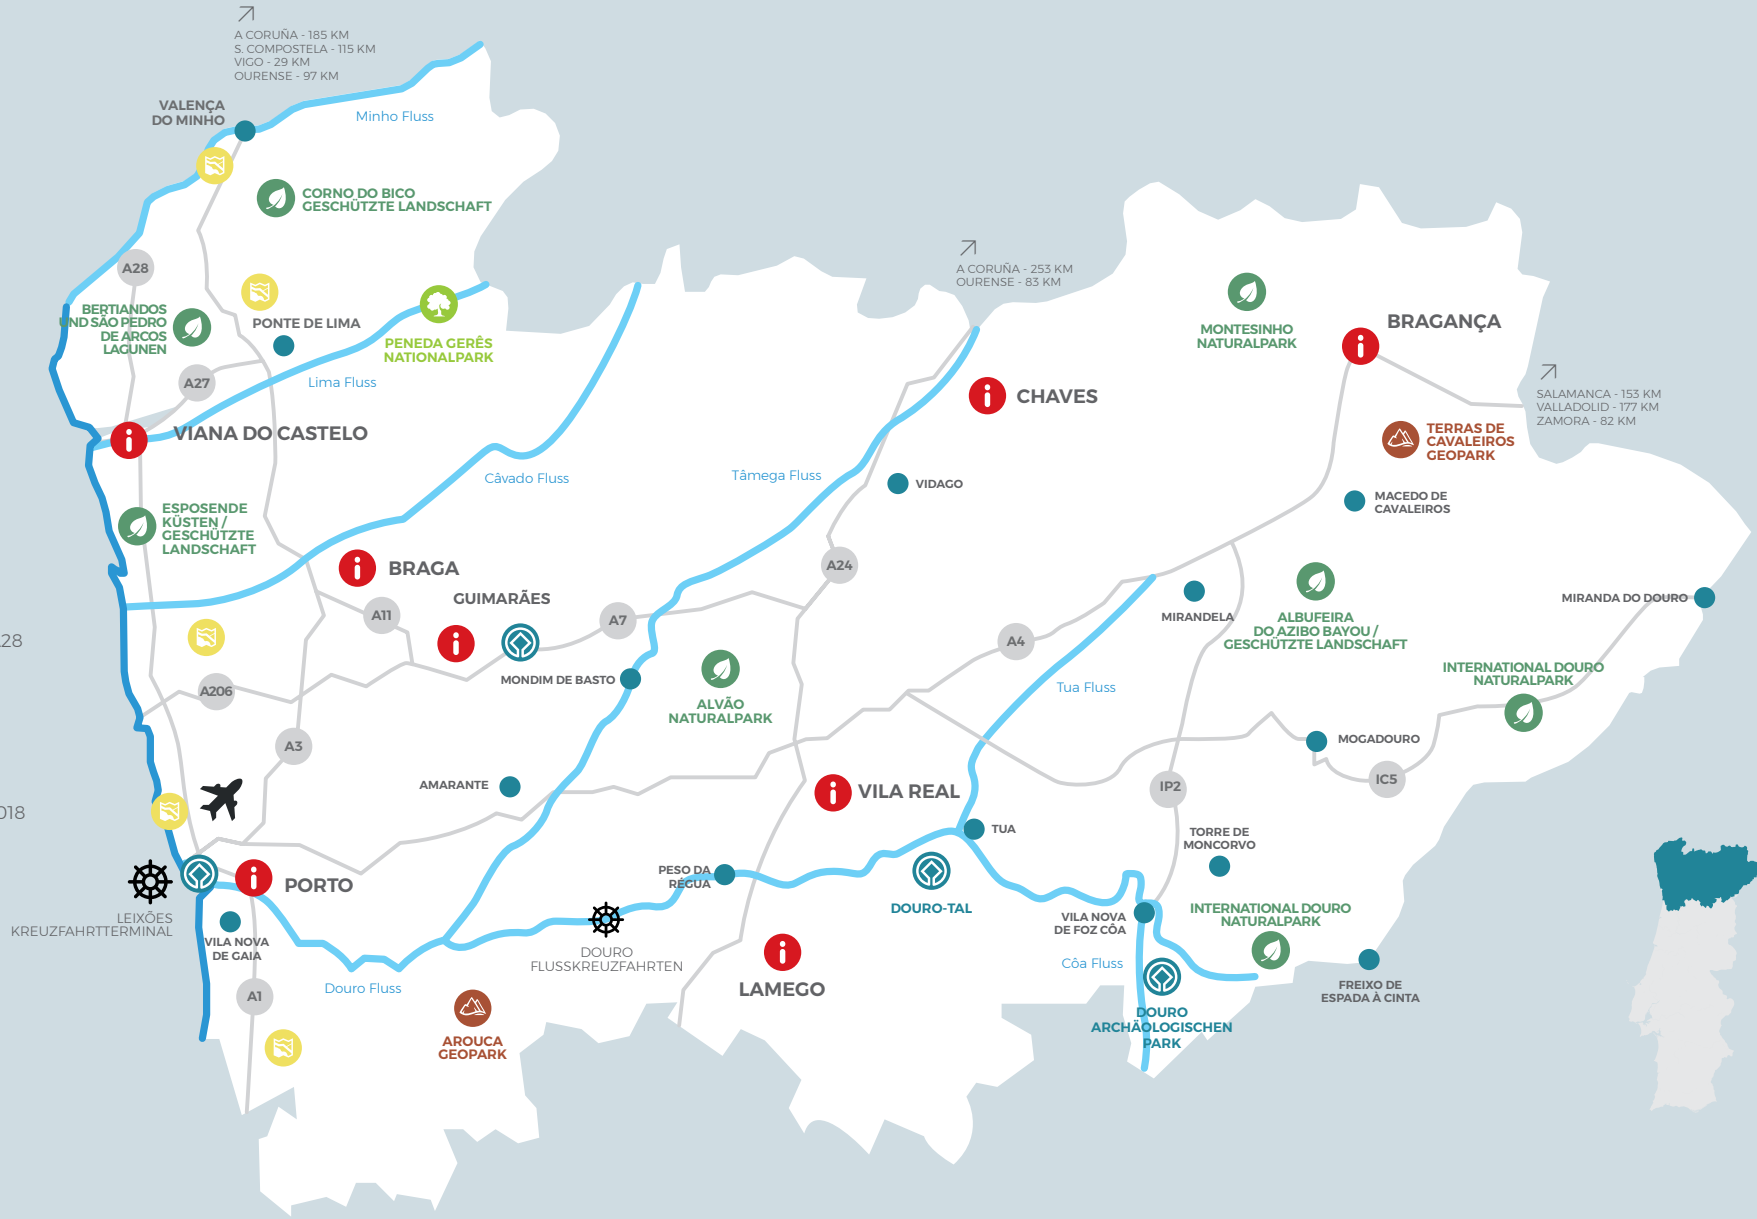 A CORUÑA - 185 KM
S. COMPOSTELA - 115 KM
VIGO - 29 KM
OURENSE - 97 KM
VALENÇA
DO MINHO
Minho Fluss
CORNO DO BICO
GESCHÜTZTE LANDSCHAFT
A28
A CORUÑA - 253 KM
OURENSE - 83 KM
BERTIANDOS
UND SÃO PEDRO
DE ARCOS
LAGUNEN
PONTE DE LIMA
PENEDA GERÊS
NATIONALPARK
MONTESINHO
NATURALPARK
BRAGANÇA
A27
Lima Fluss
CHAVES
SALAMANCA - 153 KM
VALLADOLID - 177 KM
ZAMORA - 82 KM
VIANA DO CASTELO
TERRAS DE
CAVALEIROS
GEOPARK
Câvado Fluss
Tâmega Fluss
VIDAGO
MACEDO DE
CAVALEIROS
ESPOSENDE
KÜSTEN /
GESCHÜTZTE
LANDSCHAFT
BRAGA
A24
GUIMARÃES
A11
A7
MIRANDELA
ALBUFEIRA
DO AZIBO BAYOU /
GESCHÜTZTE LANDSCHAFT
MIRANDA DO DOURO
28
A4
MONDIM DE BASTO
A206
ALVÃO
NATURALPARK
Tua Fluss
INTERNATIONAL DOURO
NATURALPARK
A3
MOGADOURO
AMARANTE
VILA REAL
IP2
IC5
018
TUA
TORRE DE
MONCORVO
PORTO
PESO DA
RÉGUA
DOURO-TAL
LEIXÕES
KREUZFAHRTTERMINAL
VILA NOVA
DE GAIA
VILA NOVA
DE FOZ CÔA
INTERNATIONAL DOURO
NATURALPARK
DOURO
FLUSSKREUZFAHRTEN
Côa Fluss
A1
Douro Fluss
LAMEGO
FREIXO DE
ESPADA À CINTA
DOURO
ARCHÄOLOGISCHEN
PARK
AROUCA
GEOPARK